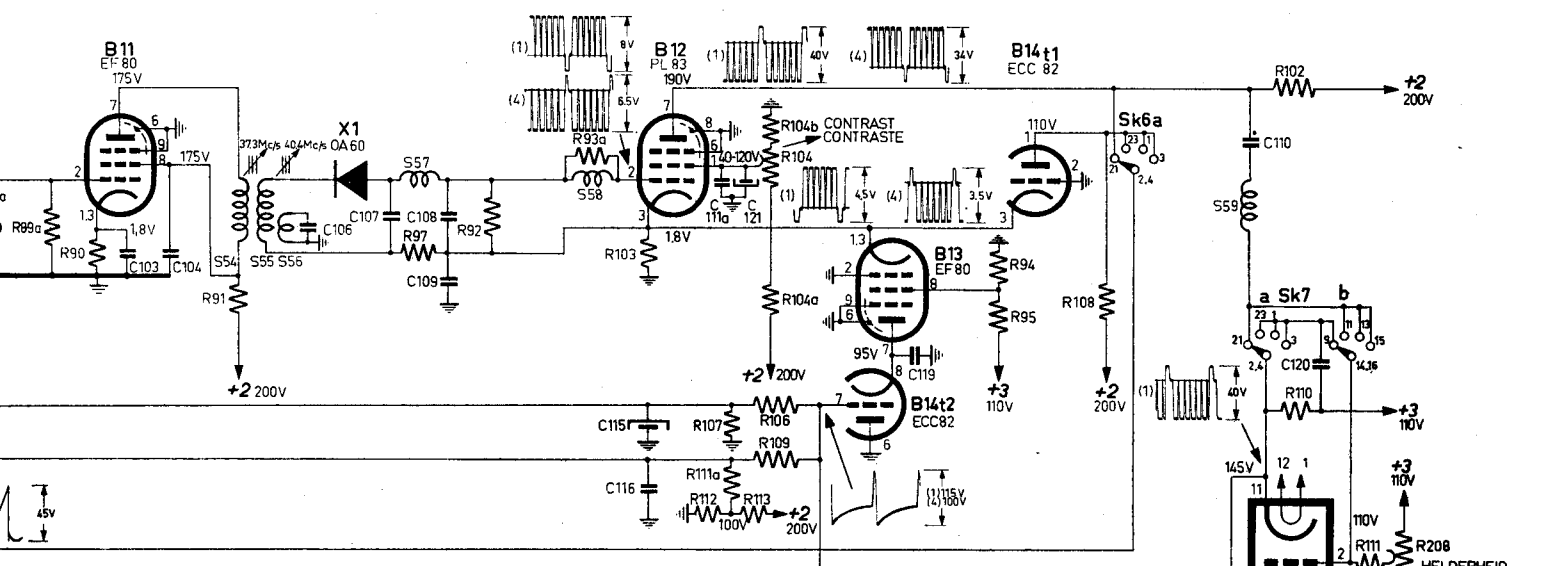 B11
EF 80
175V
7
6
9
8
175V
2
1.3
1,8V
R89a
R90
C103
C104
37.3Mc/s
40.4Mc/s
X1
OA 60
C106
S54
S55
S56
R91
+2 200V
S57
C107
C108
R97
R92
C109
(1)
8V
(4)
6.5V
R93a
S58
B12
PL 83
190V
7
8
6
1
2
3
1,8V
R103
40-120V
C
111a
C
121
(1)
40V
R104b
CONTRAST
CONTRASTE
R104
R104a
+2 200V
(4)
34V
(1)
4,5V
(4)
3.5V
B14t1
ECC 82
110V
2
3
B13
EF 80
1.3
2
8
9
6
7
95V
C119
R94
R95
+3
110V
R108
+2
200V
Sk6a
23
1
3
21
2,4
R102
+2
200V
C110
S59
a Sk7 b
23
1
3
21
2,4
11
13
15
9
14,16
C120
R110
+3
110V
(1)
40V
C115
R107
R106
7
8
6
B14t2
ECC82
R109
C116
R111a
R112
R113
100V
+2
200V
(1)115V
(4)100V
45V
145V
11
12
1
110V
2
R111
+3
110V
R208
HELDERHEID